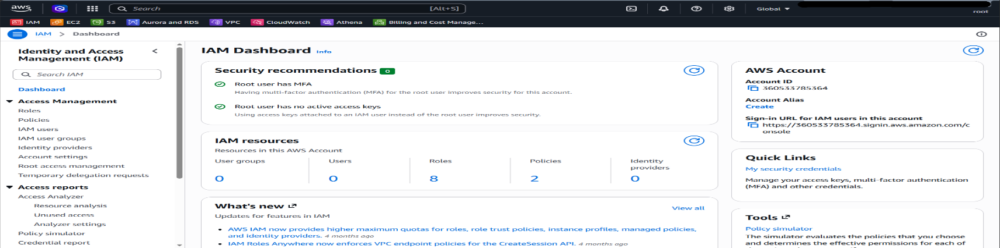 aws
Search
[Alt+S]
Global
root
IAM
EC2
S3
Aurora and RDS
VPC
CloudWatch
Athena
Billing and Cost Manage...
IAM > Dashboard
Identity and Access
Management (IAM)
<
Search IAM
Dashboard
Access Management
Roles
Policies
IAM users
IAM user groups
Identity providers
Account settings
Root access management
Temporary delegation requests
Access reports
Access Analyzer
Resource analysis
Unused access
Analyzer settings
Policy simulator
Credential report
IAM Dashboard Info
Security recommendations 0
Root user has MFA
Having multi-factor authentication (MFA) for the root user improves security for this account.
Root user has no active access keys
Using access keys attached to an IAM user instead of the root user improves security.
IAM resources
Resources in this AWS Account
User groups
0
Users
0
Roles
8
Policies
2
Identity
providers
0
What's new
View all
Updates for features in IAM
• AWS IAM now provides higher maximum quotas for roles, role trust policies, instance profiles, managed policies,
and identity providers. 4 months ago
• IAM Roles Anywhere now enforces VPC endpoint policies for the CreateSession API. 4 months ago
AWS Account
Account ID
360533785364
Account Alias
Create
Sign-in URL for IAM users in this account
https://360533785364.signin.aws.amazon.com/c
onsole
Quick Links
My security credentials
Manage your access keys, multi-factor authentication
(MFA) and other credentials.
Tools
Policy simulator
The simulator evaluates the policies that you choose
and determines the effective permissions for each of